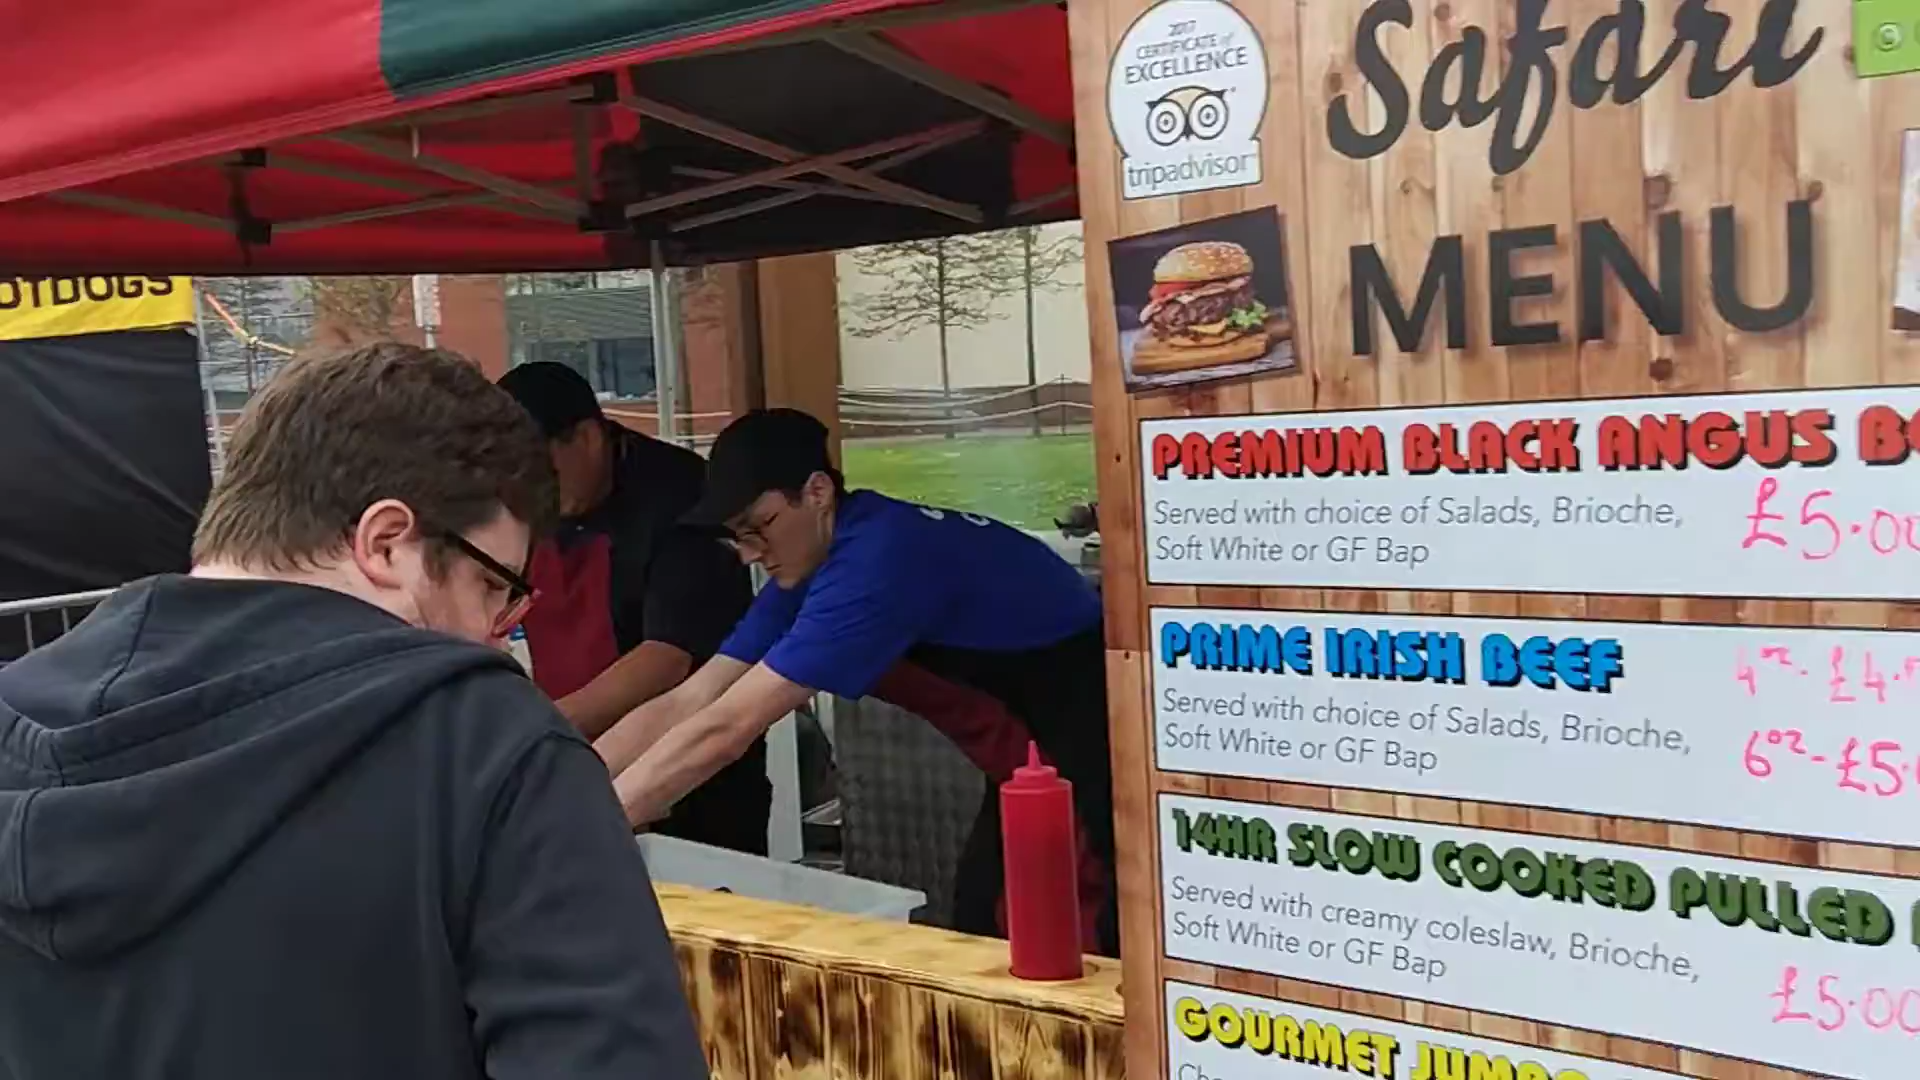 OTDOGS
2017
CERTIFICATE of
EXCELLENCE
tripadvisor
Safari
MENU
PREMIUM BLACK ANGUS
£5.00
Served with choice of Salads, Brioche,
Soft White or GF Bap
PRIME IRISH BEEF
4oz - £4.
Served with choice of Salads, Brioche,
Soft White or GF Bap
6oz - £5.
14HR SLOW COOKED PULLED
Served with creamy coleslaw, Brioche,
Soft White or GF Bap
£5.00
GOURMET JUMBO